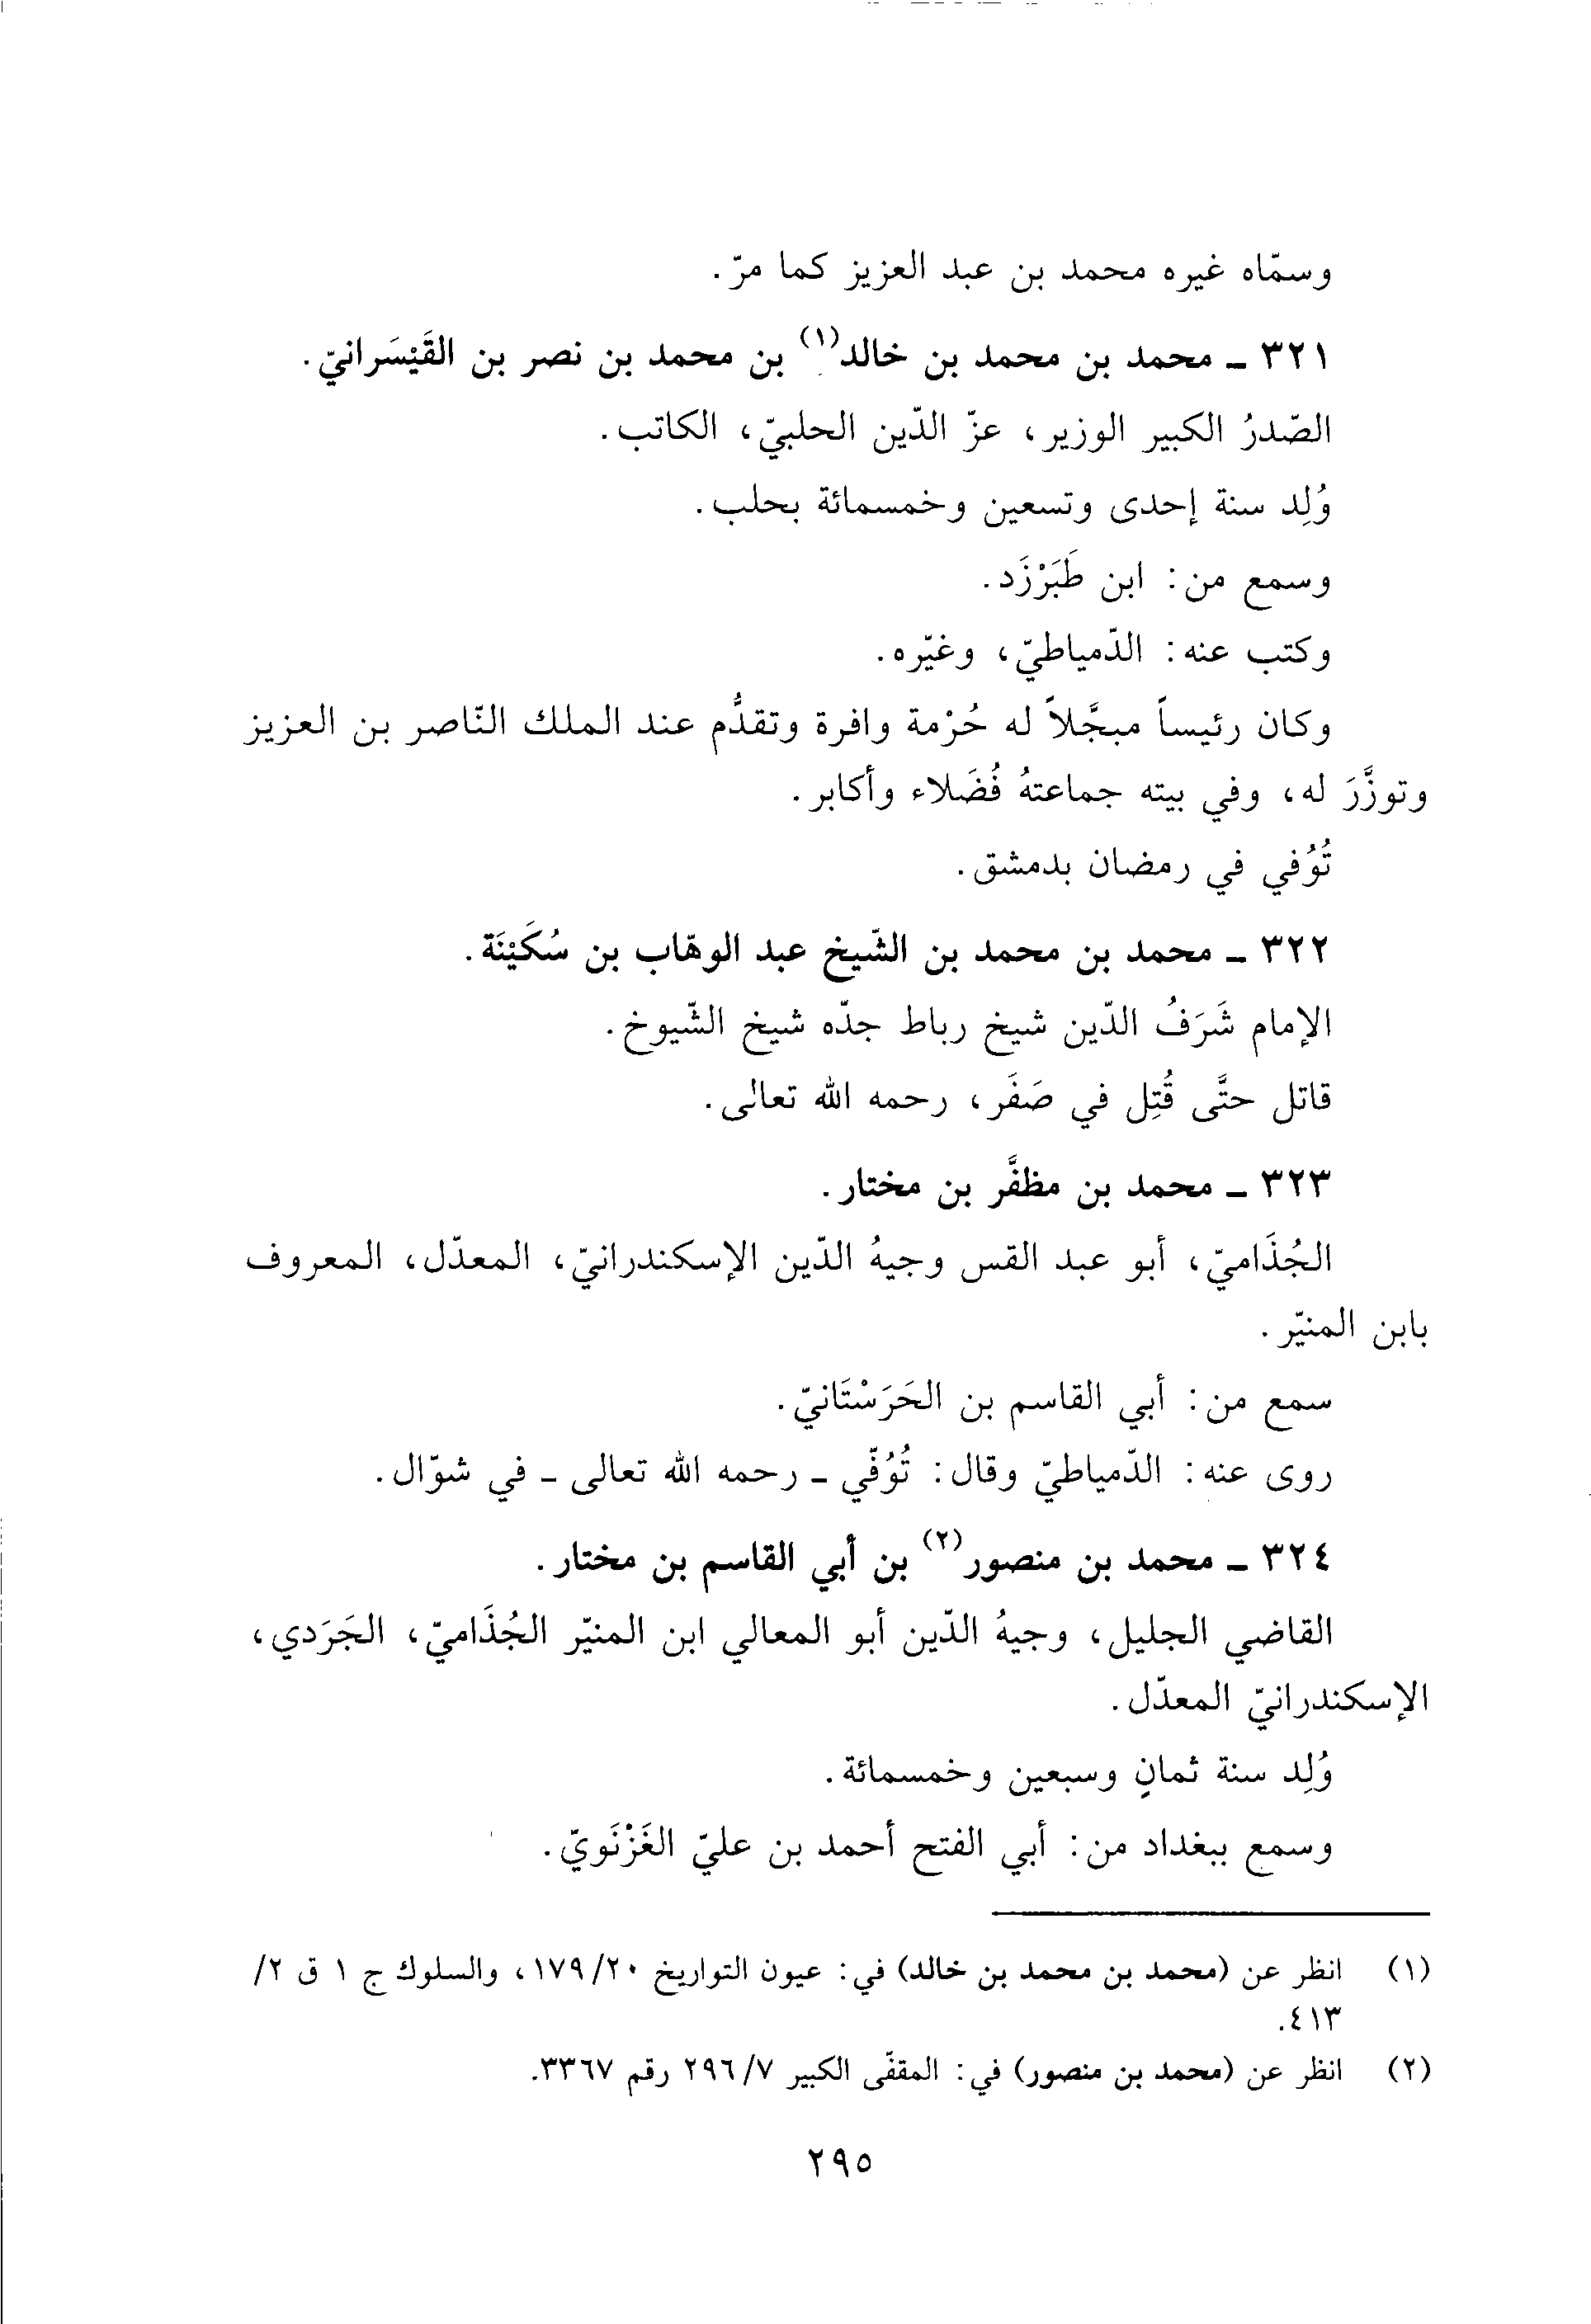 وسمّاه غيره محمد بن عبد العزيز كما مرّ.
٣٢١ ـ محمد بن محمد بن خالد(١) بن محمد بن نصر بن القَيْسَرانيّ.
الصّدرُ الكبير الوزير، عزّ الدّين الحلبيّ، الكاتب.
وُلِد سنة إحدى وتسعين وخمسمائة بحلب.
وسمع من: ابن طَبَرْزَد.
وكتب عنه: الدّمياطيّ، وغيّره.
وكان رئيساً مبجَّلاً له حُرْمة وافرة وتقدُّم عند الملك النّاصر بن العزيز
وتوزَّرَ له، وفي بيته جماعتهُ فُضَلاء وأكابر.
تُوُفي في رمضان بدمشق.
٣٢٢ ـ محمد بن محمد بن الشّيخ عبد الوهّاب بن سُكَيْنَة.
الإمام شَرَفُ الدّين شيخ رباط جدّه شيخ الشّيوخ.
قاتل حتَّى قُتِل في صَفَر، رحمه الله تعالى.
٣٢٣ ـ محمد بن مظفَّر بن مختار.
الجُذَاميّ، أبو عبد القس وجيهُ الدّين الإسكندرانيّ، المعدّل، المعروف
بابن المنيّر.
سمع من: أبي القاسم بن الحَرَسْتَانيّ.
روى عنه: الدّمياطيّ وقال: تُوُفّي ـ رحمه الله تعالى ـ في شوّال.
٣٢٤ ـ محمد بن منصور(٢) بن أبي القاسم بن مختار.
القاضي الجليل، وجيهُ الدّين أبو المعالي ابن المنيّر الجُذَاميّ، الجَرَدي،
الإسكندرانيّ المعدّل.
وُلِد سنة ثمانٍ وسبعين وخمسمائة.
وسمع ببغداد من: أبي الفتح أحمد بن عليّ الغَزْنَويّ.
(١) انظر عن (محمد بن محمد بن خالد) في: عيون التواريخ ٢٠/١٧٩، والسلوك ج ١ ق ٢/
٤١٣.
(٢) انظر عن (محمد بن منصور) في: المقفّى الكبير ٧/٢٩٦ رقم ٣٣٦٧.
٢٩٥